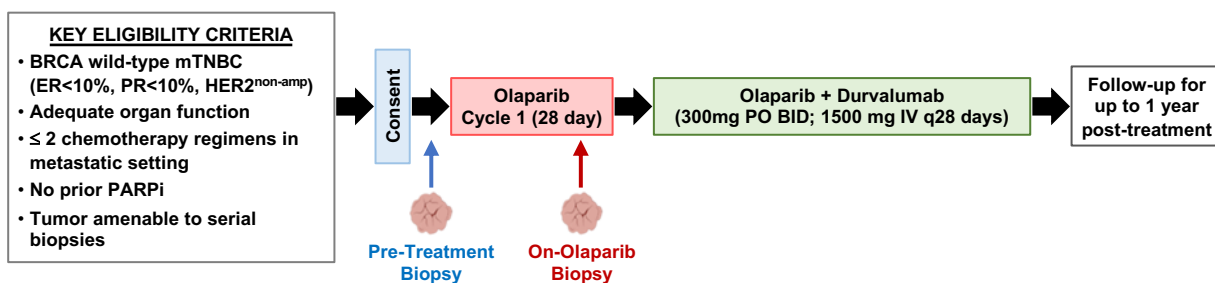 KEY ELIGIBILITY CRITERIA
• BRCA wild-type mTNBC
(ER<10%, PR<10%, HER2non-amp)
• Adequate organ function
• ≤ 2 chemotherapy regimens in
metastatic setting
• No prior PARPi
• Tumor amenable to serial
biopsies
Consent
Olaparib
Cycle 1 (28 day)
Olaparib + Durvalumab
(300mg PO BID; 1500 mg IV q28 days)
Follow-up for
up to 1 year
post-treatment
Pre-Treatment
Biopsy
On-Olaparib
Biopsy